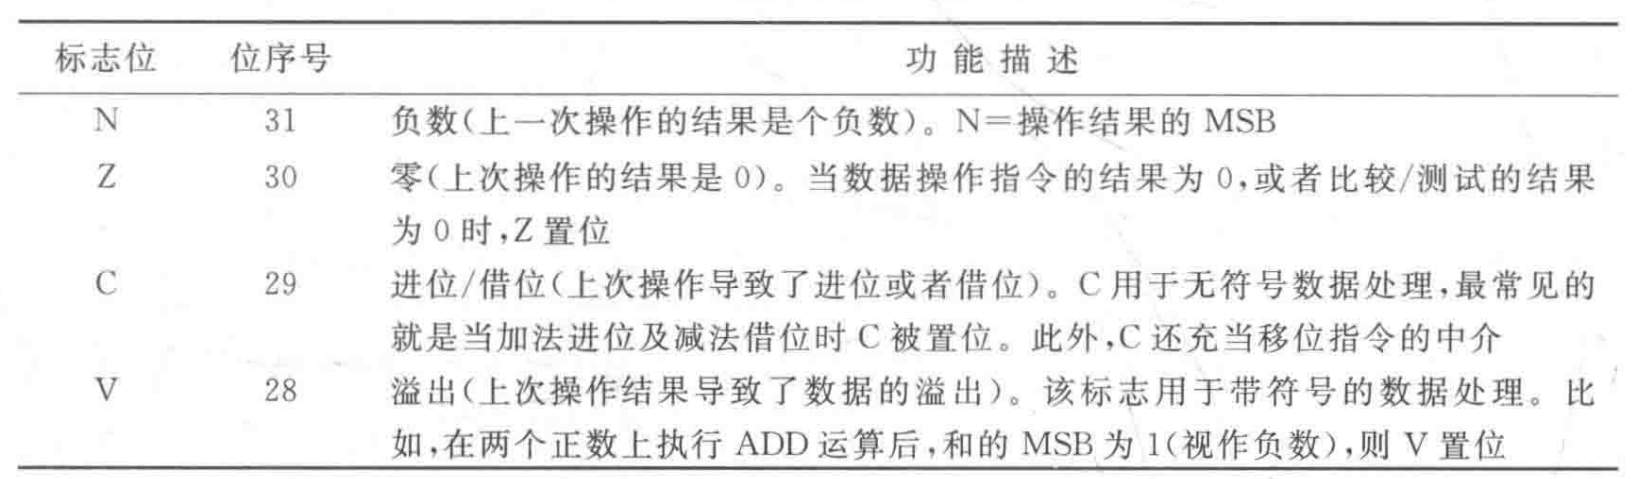 标志位 位序号 功能描述
N 31 负数(上一次操作的结果是个负数)。N=操作结果的 MSB
Z 30 零(上次操作的结果是 0)。当数据操作指令的结果为 0,或者比较/测试的结果
为 0 时,Z 置位
C 29 进位/借位(上次操作导致了进位或者借位)。C 用于无符号数据处理,最常见的
就是当加法进位及减法借位时 C 被置位。此外,C 还充当移位指令的中介
V 28 溢出(上次操作结果导致了数据的溢出)。该标志用于带符号的数据处理。比
如,在两个正数上执行 ADD 运算后,和的 MSB 为 1(视作负数),则 V 置位